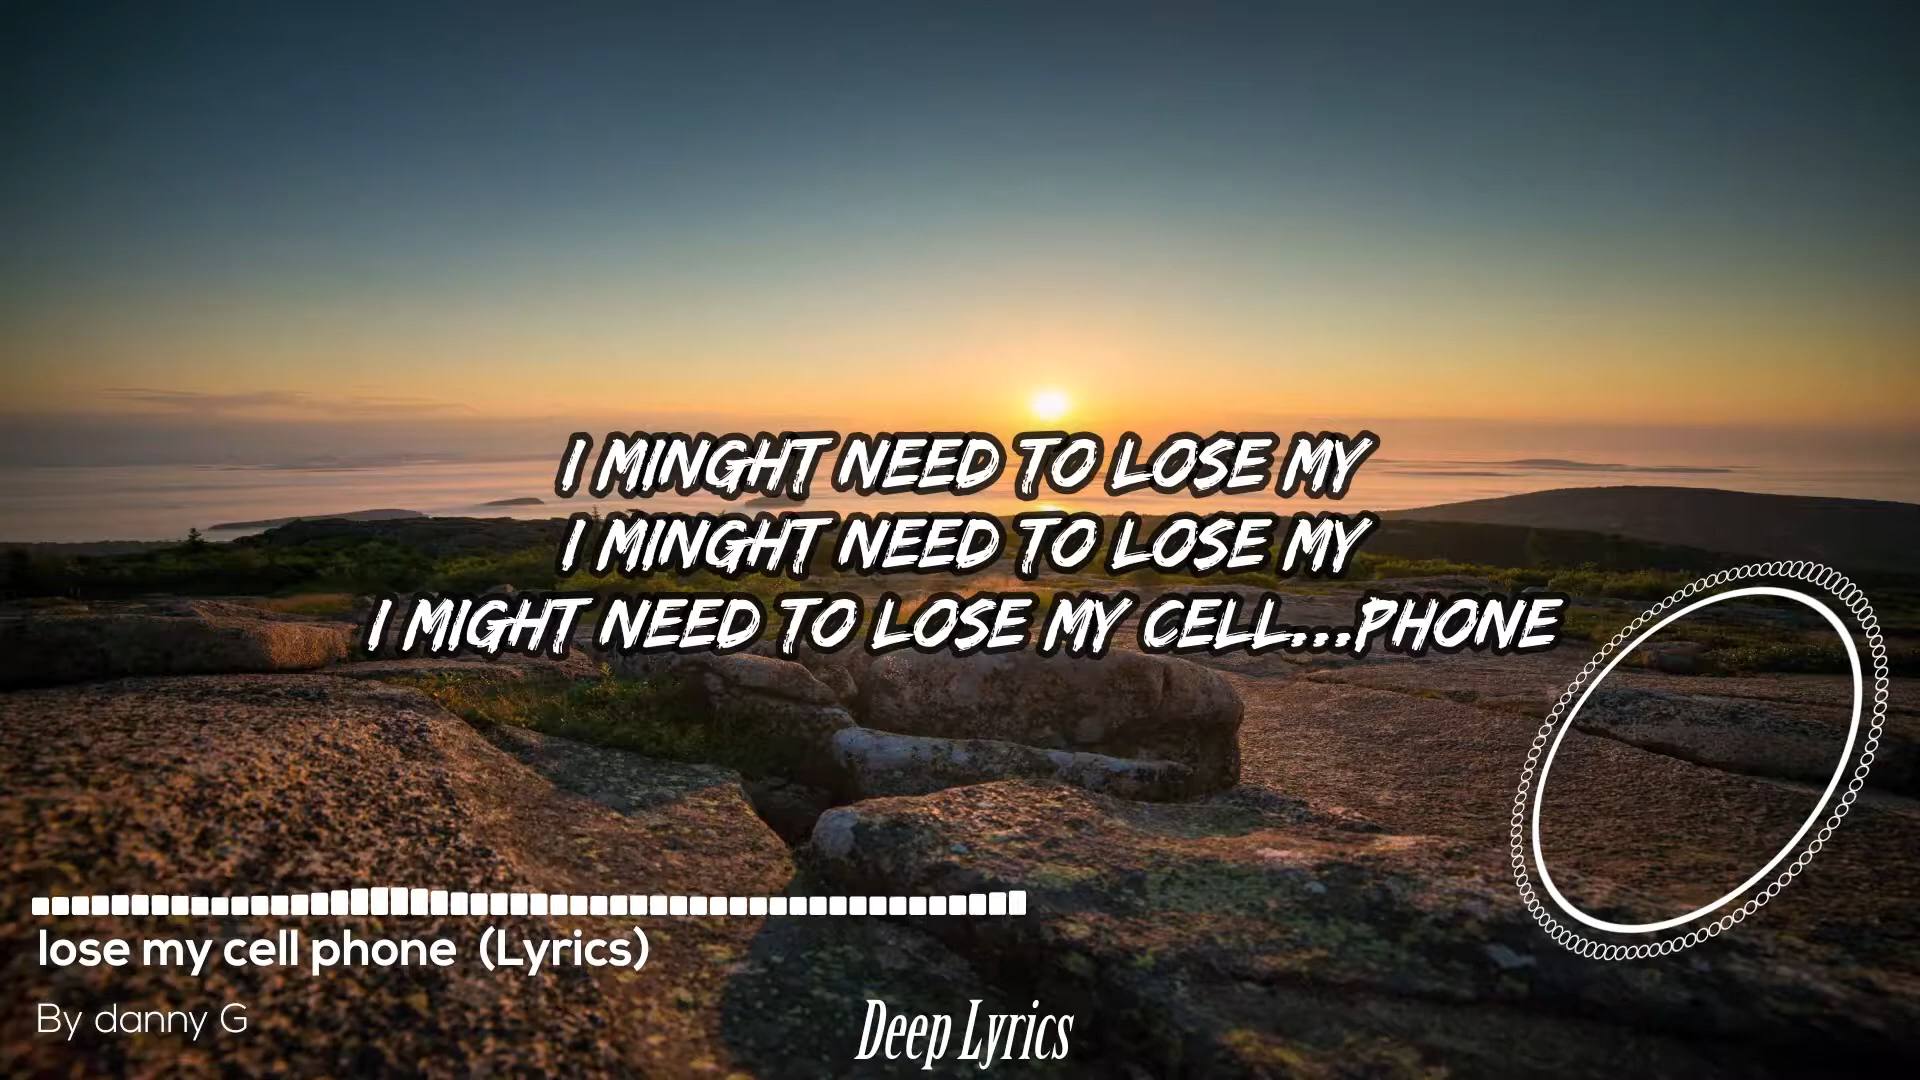 I MINGHT NEED TO LOSE MY
I MINGHT NEED TO LOSE MY
I MIGHT NEED TO LOSE MY CELL...PHONE
lose my cell phone (Lyrics)
By danny G
Deep Lyrics